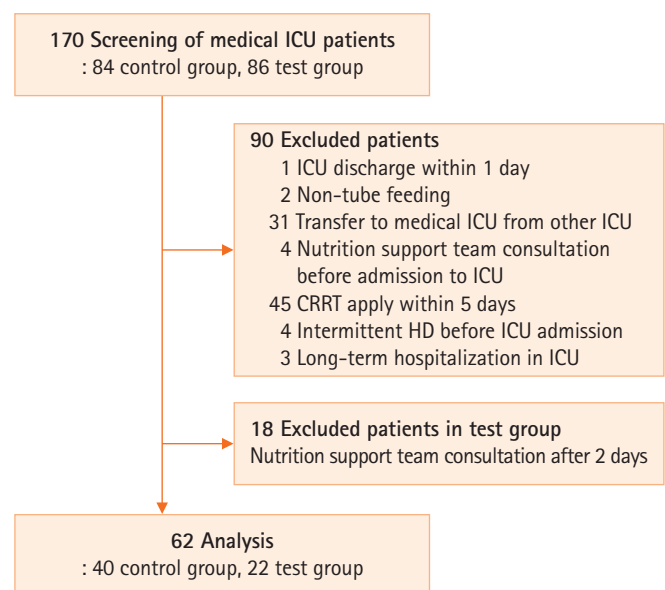 170 Screening of medical ICU patients
: 84 control group, 86 test group
90 Excluded patients
1 ICU discharge within 1 day
2 Non-tube feeding
31 Transfer to medical ICU from other ICU
4 Nutrition support team consultation
before admission to ICU
45 CRRT apply within 5 days
4 Intermittent HD before ICU admission
3 Long-term hospitalization in ICU
18 Excluded patients in test group
Nutrition support team consultation after 2 days
62 Analysis
: 40 control group, 22 test group